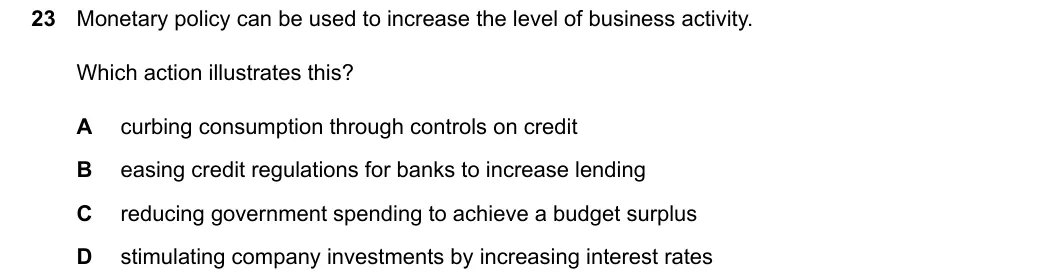 23 Monetary policy can be used to increase the level of business activity.
Which action illustrates this?
A curbing consumption through controls on credit
B easing credit regulations for banks to increase lending
C reducing government spending to achieve a budget surplus
D stimulating company investments by increasing interest rates